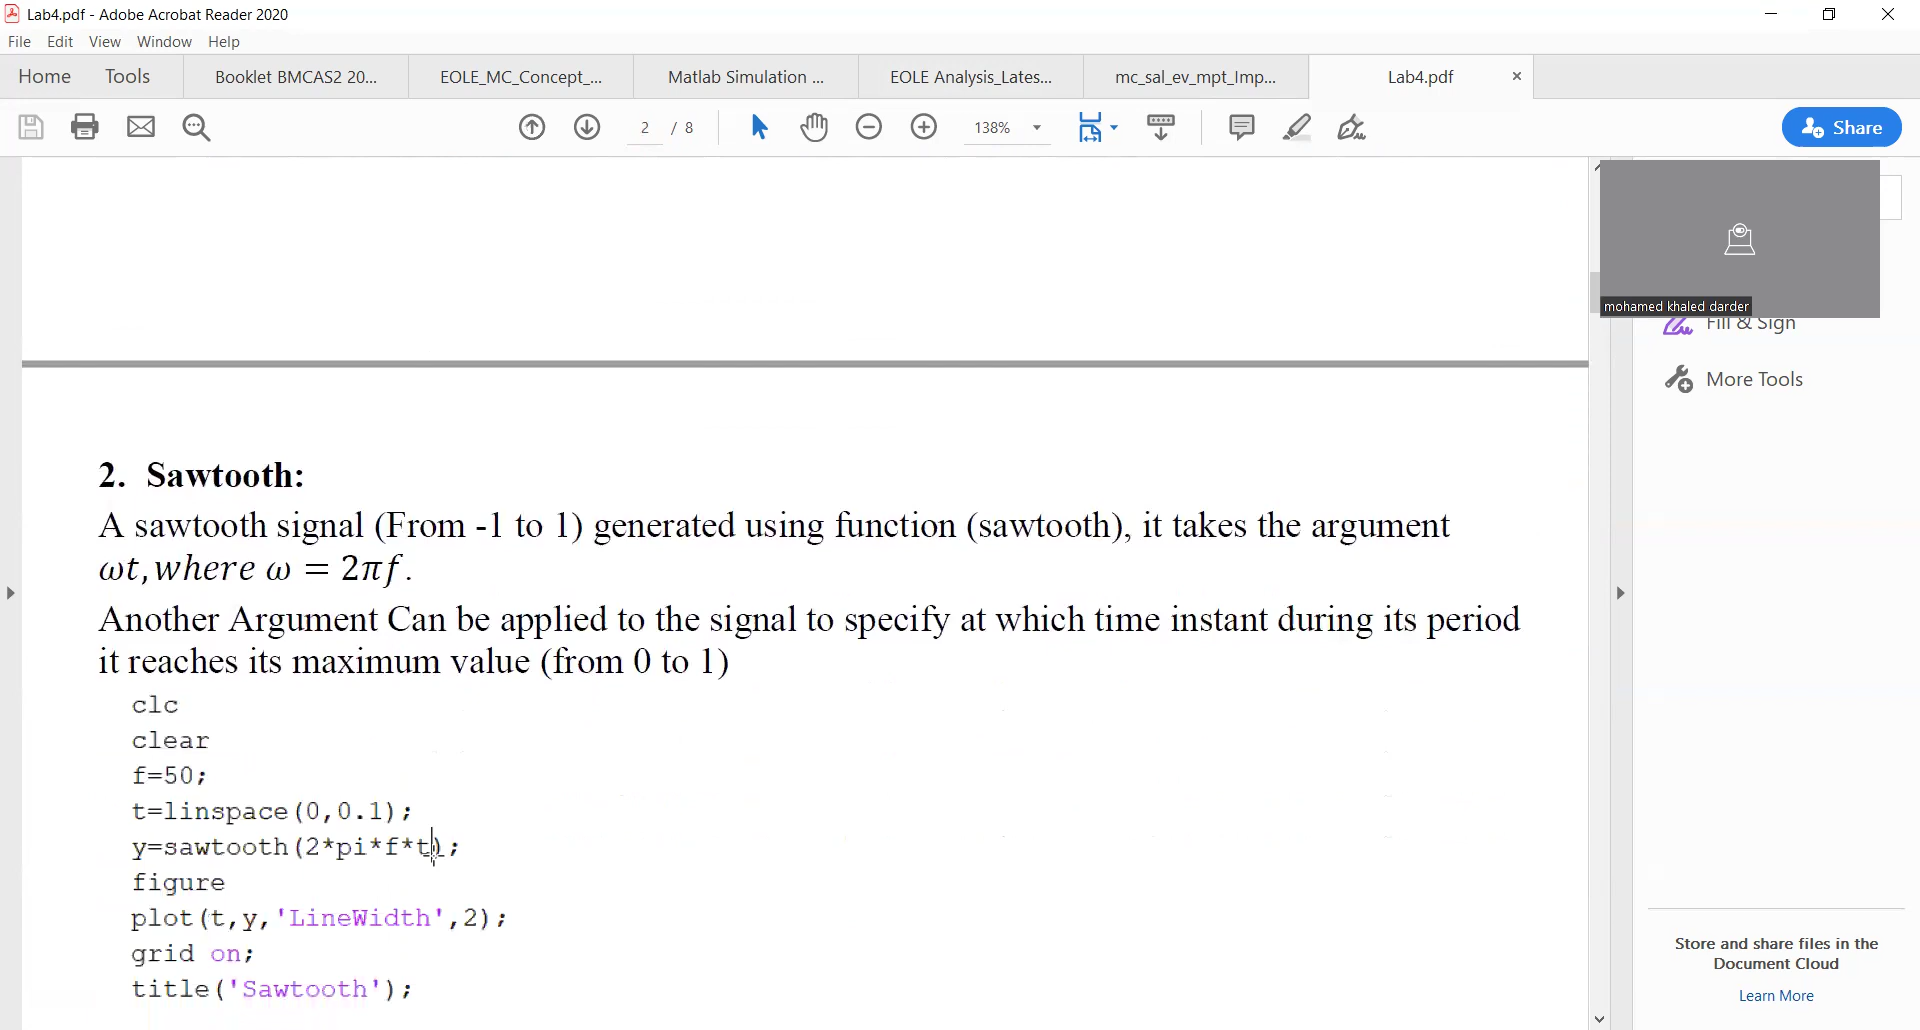 Lab4.pdf - Adobe Acrobat Reader 2020
File Edit View Window Help
Home Tools Booklet BMCAS2 20... EOLE_MC_Concept_... Matlab Simulation ... EOLE Analysis_Lates... mc_sal_ev_mpt_Imp... Lab4.pdf ×
2 / 8 138% Share
mohamed khaled darder
Fill & Sign
More Tools
2. Sawtooth:
A sawtooth signal (From -1 to 1) generated using function (sawtooth), it takes the argument
ωt, where ω = 2πf.
Another Argument Can be applied to the signal to specify at which time instant during its period
it reaches its maximum value (from 0 to 1)
clc
clear
f=50;
t=linspace(0,0.1);
y=sawtooth(2*pi*f*t);
figure
plot(t,y,'LineWidth',2);
grid on;
title('Sawtooth');
Store and share files in the
Document Cloud
Learn More